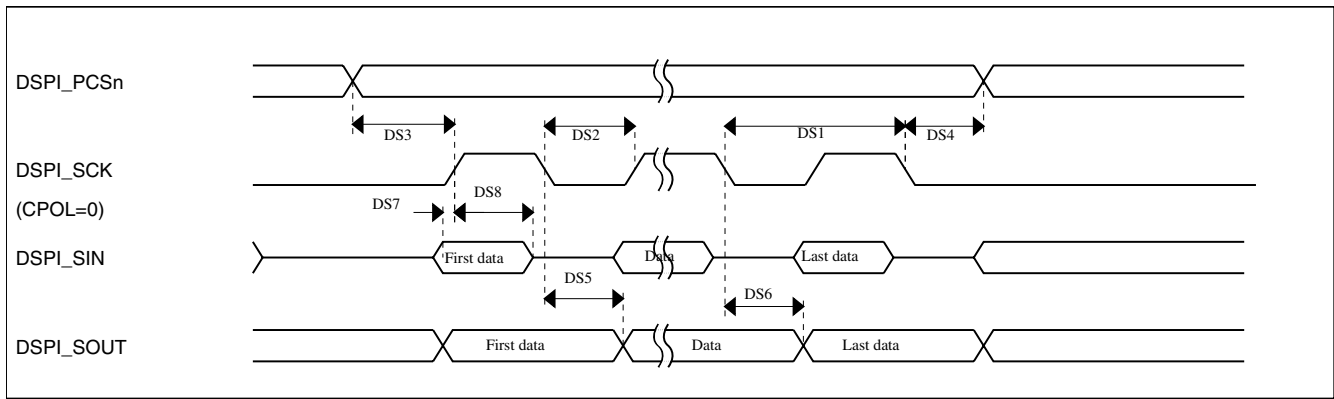 DSPI_PCSn
DS3
DS2
DS1
DS4
DSPI_SCK
(CPOL=0)
DS7
DS8
DSPI_SIN
First data
Data
Last data
DS5
DS6
DSPI_SOUT
First data
Data
Last data